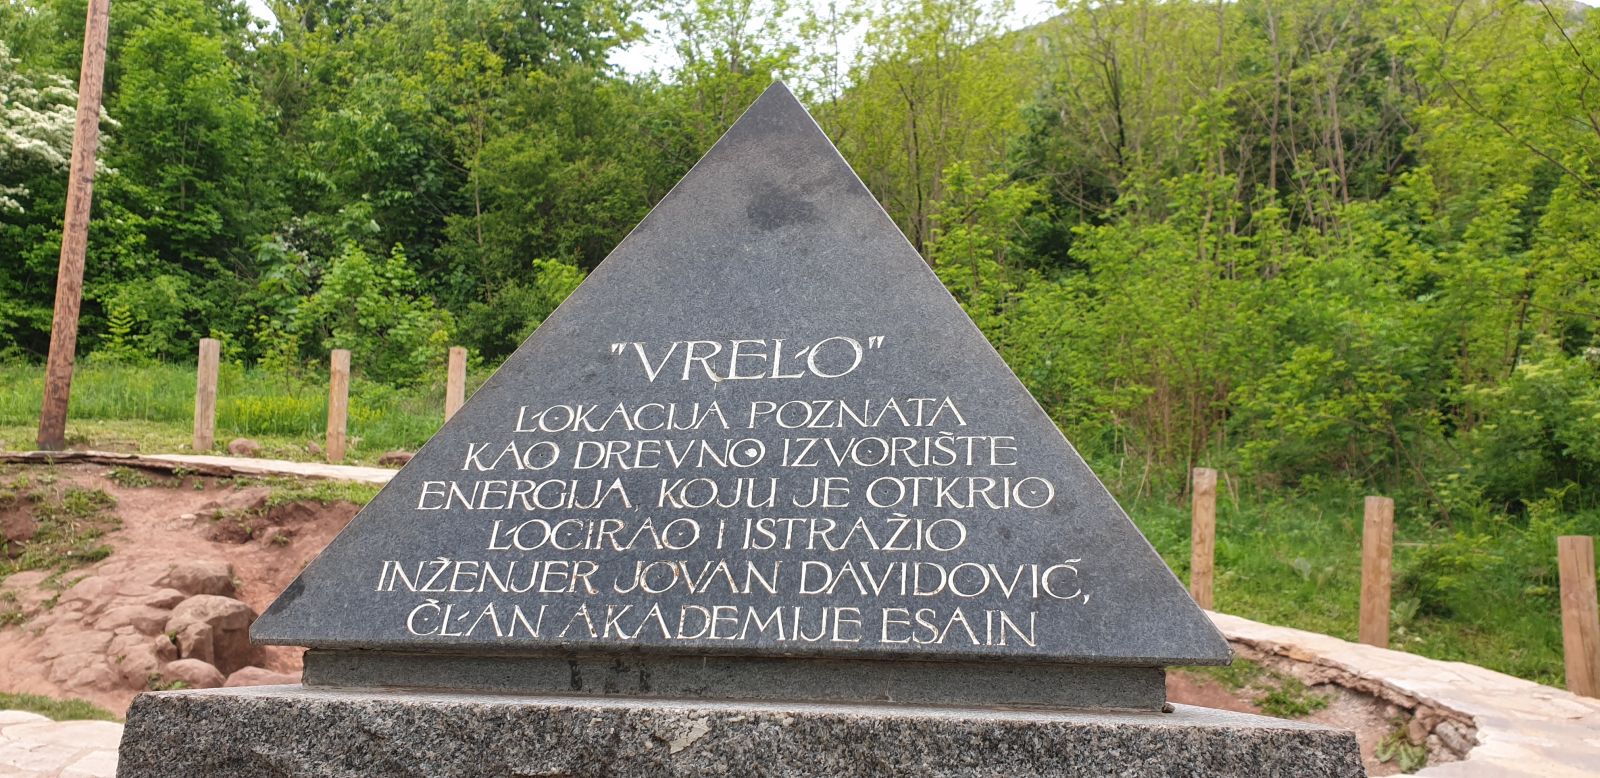 "VRELO"
LOKACIJA POZNATA
KAO DREVNO IZVORIŠTE
ENERGIJA, KOJU JE OTKRIO
LOCIRAO I ISTRAŽIO
INŽENJER JOVAN DAVIDOVIĆ,
ČLAN AKADEMIJE ESAIN